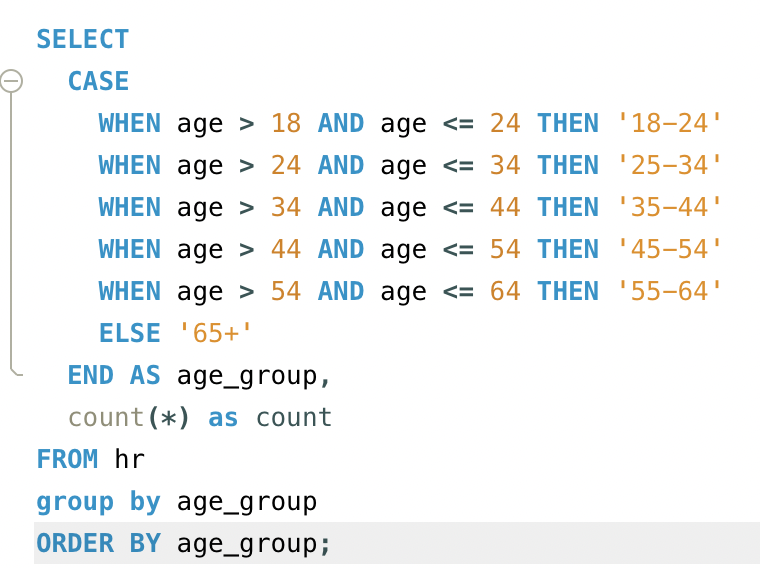 SELECT
CASE
WHEN age > 18 AND age <= 24 THEN '18-24'
WHEN age > 24 AND age <= 34 THEN '25-34'
WHEN age > 34 AND age <= 44 THEN '35-44'
WHEN age > 44 AND age <= 54 THEN '45-54'
WHEN age > 54 AND age <= 64 THEN '55-64'
ELSE '65+'
END AS age_group,
count(*) as count
FROM hr
group by age_group
ORDER BY age_group;